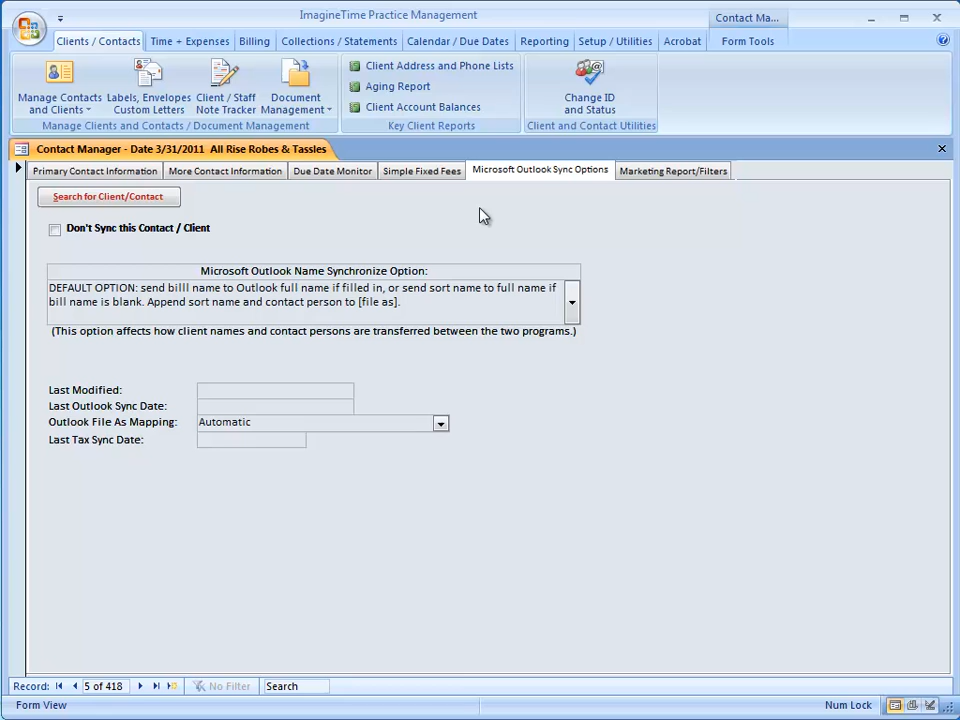 ImagineTime Practice Management
Contact Ma...
Clients / Contacts
Time + Expenses
Billing
Collections / Statements
Calendar / Due Dates
Reporting
Setup / Utilities
Acrobat
Form Tools
Manage Contacts
and Clients
Labels, Envelopes
Custom Letters
Client / Staff
Note Tracker
Document
Management
Manage Clients and Contacts / Document Management
Client Address and Phone Lists
Aging Report
Client Account Balances
Key Client Reports
Change ID
and Status
Client and Contact Utilities
Contact Manager - Date 3/31/2011 All Rise Robes & Tassles
Primary Contact Information
More Contact Information
Due Date Monitor
Simple Fixed Fees
Microsoft Outlook Sync Options
Marketing Report/Filters
Search for Client/Contact
Don't Sync this Contact / Client
Microsoft Outlook Name Synchronize Option:
DEFAULT OPTION: send billl name to Outlook full name if filled in, or send sort name to full name if
bill name is blank. Append sort name and contact person to [file as].
(This option affects how client names and contact persons are transferred between the two programs.)
Last Modified:
Last Outlook Sync Date:
Outlook File As Mapping: Automatic
Last Tax Sync Date:
Record: 5 of 418 No Filter Search
Form View
Num Lock